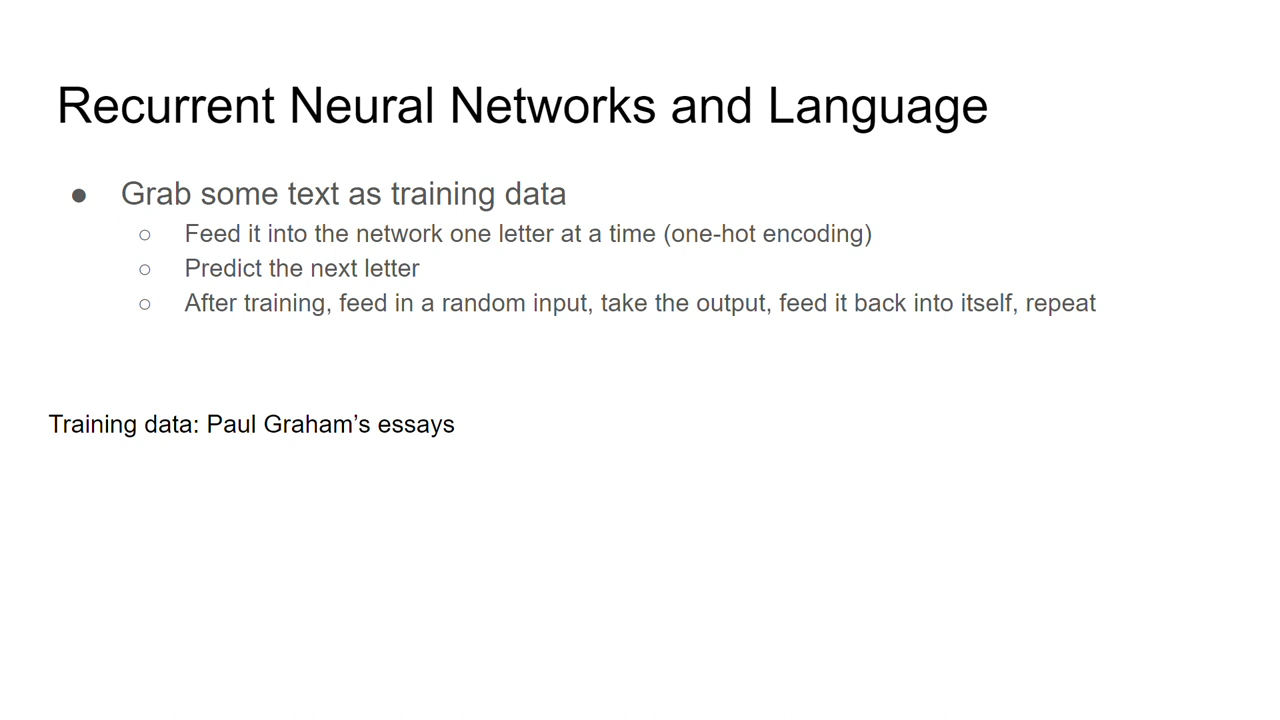 Recurrent Neural Networks and Language
● Grab some text as training data
○ Feed it into the network one letter at a time (one-hot encoding)
○ Predict the next letter
○ After training, feed in a random input, take the output, feed it back into itself, repeat
Training data: Paul Graham’s essays